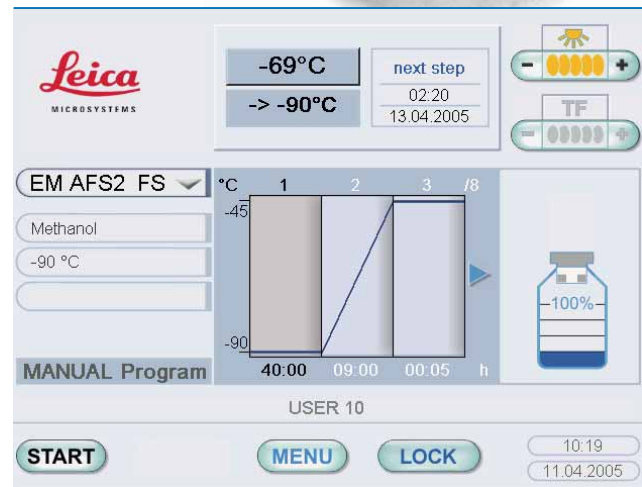 Leica
MICROSYSTEMS
-69°C
-> -90°C
next step
02:20
13.04.2005
- +
TF
- +
EM AFS2 FS
Methanol
-90 °C
MANUAL Program
°C 1 2 3 /8
-45
-90
40:00 09:00 00:05 h
-100%-
USER 10
START
MENU
LOCK
10:19
11.04.2005